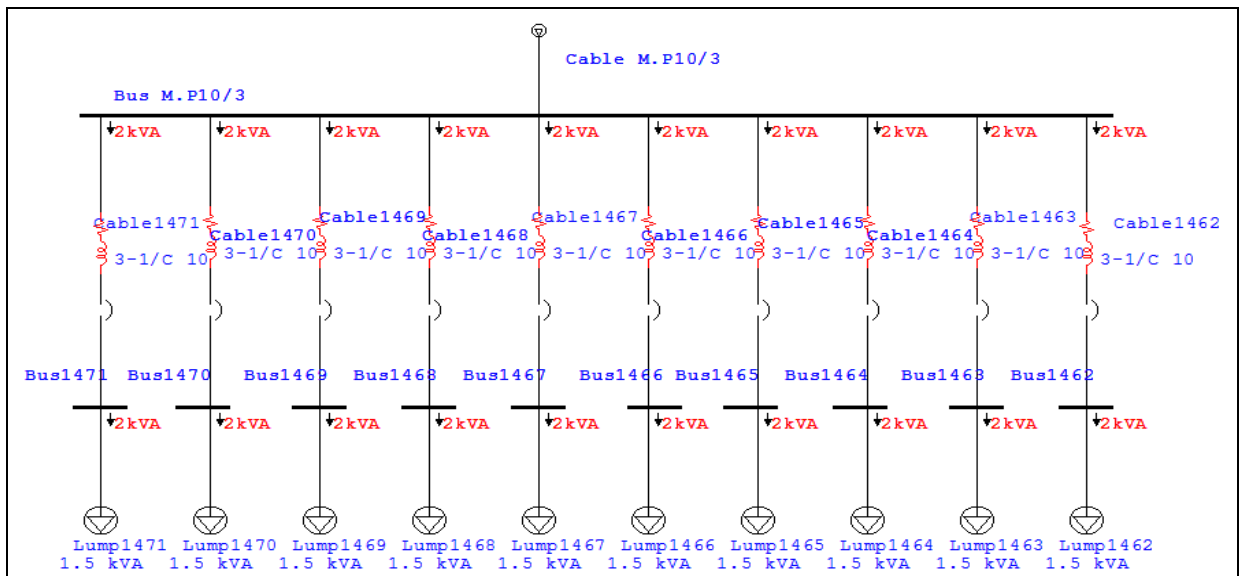 Cable M.P10/3
Bus M.P10/3
2kVA 2kVA 2kVA 2kVA 2kVA 2kVA 2kVA 2kVA 2kVA 2kVA
Cable1471 Cable1469 Cable1467 Cable1465 Cable1463 Cable1462
Cable1470 Cable1468 Cable1466 Cable1464
3-1/C 10 3-1/C 10 3-1/C 10 3-1/C 10 3-1/C 10 3-1/C 10 3-1/C 10 3-1/C 10 3-1/C 10 3-1/C 10
Bus1471 Bus1470 Bus1469 Bus1468 Bus1467 Bus1466 Bus1465 Bus1464 Bus1463 Bus1462
2kVA 2kVA 2kVA 2kVA 2kVA 2kVA 2kVA 2kVA 2kVA 2kVA
Lump1471 Lump1470 Lump1469 Lump1468 Lump1467 Lump1466 Lump1465 Lump1464 Lump1463 Lump1462
1.5 kVA 1.5 kVA 1.5 kVA 1.5 kVA 1.5 kVA 1.5 kVA 1.5 kVA 1.5 kVA 1.5 kVA 1.5 kVA